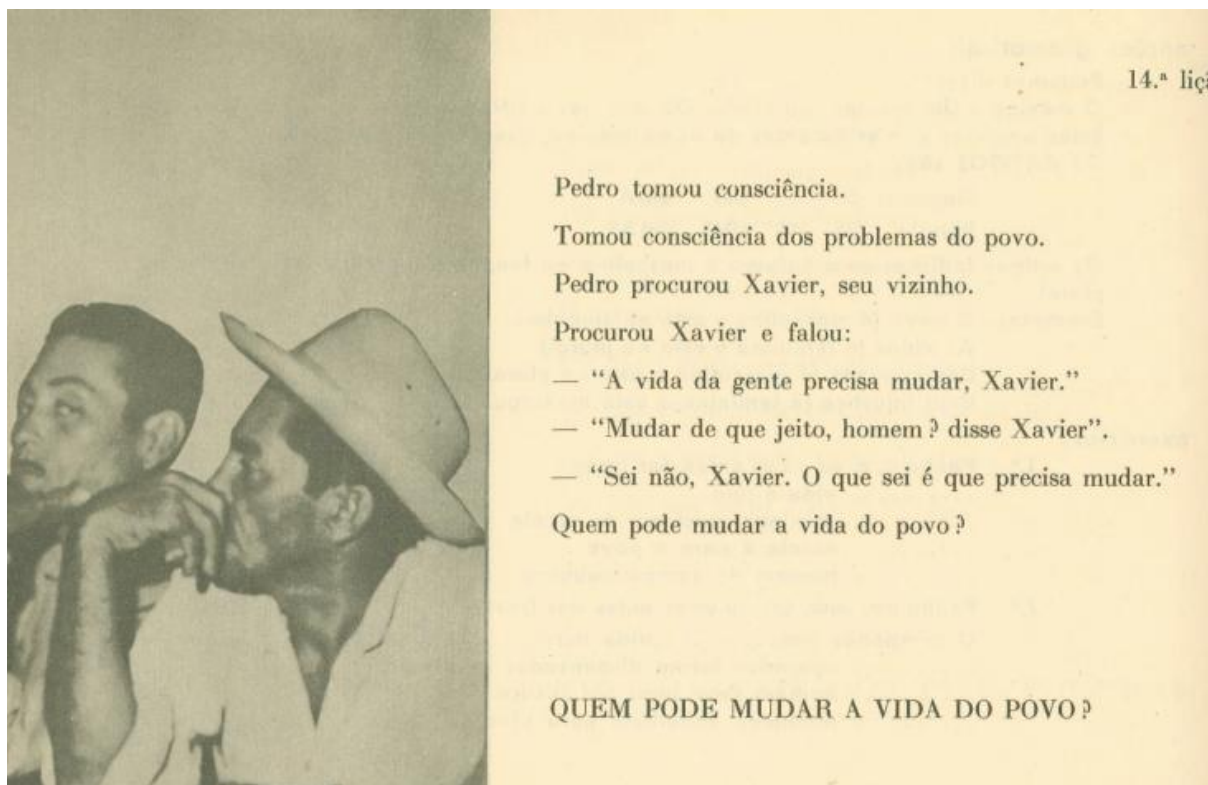 14.ª liçã
Pedro tomou consciência.
Tomou consciência dos problemas do povo.
Pedro procurou Xavier, seu vizinho.
Procurou Xavier e falou:
— “A vida da gente precisa mudar, Xavier.”
— “Mudar de que jeito, homem? disse Xavier”.
— “Sei não, Xavier. O que sei é que precisa mudar.”
Quem pode mudar a vida do povo?
QUEM PODE MUDAR A VIDA DO POVO?